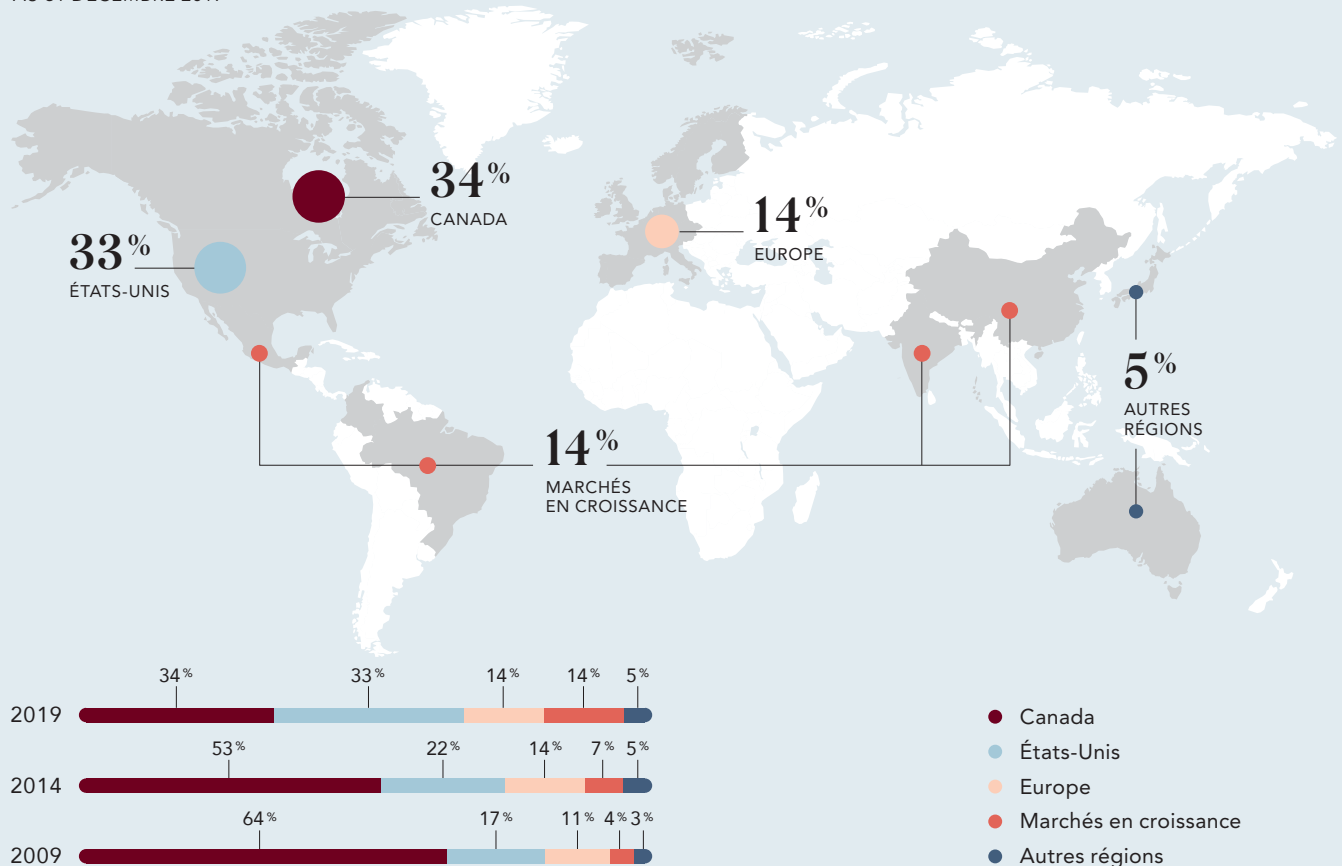 34%
CANADA
33%
ÉTATS-UNIS
14%
EUROPE
5%
AUTRES
RÉGIONS
14%
MARCHÉS
EN CROISSANCE
34% 33% 14% 14% 5%
2019
53% 22% 14% 7% 5%
2014
64% 17% 11% 4% 3%
2009
Canada
États-Unis
Europe
Marchés en croissance
Autres régions